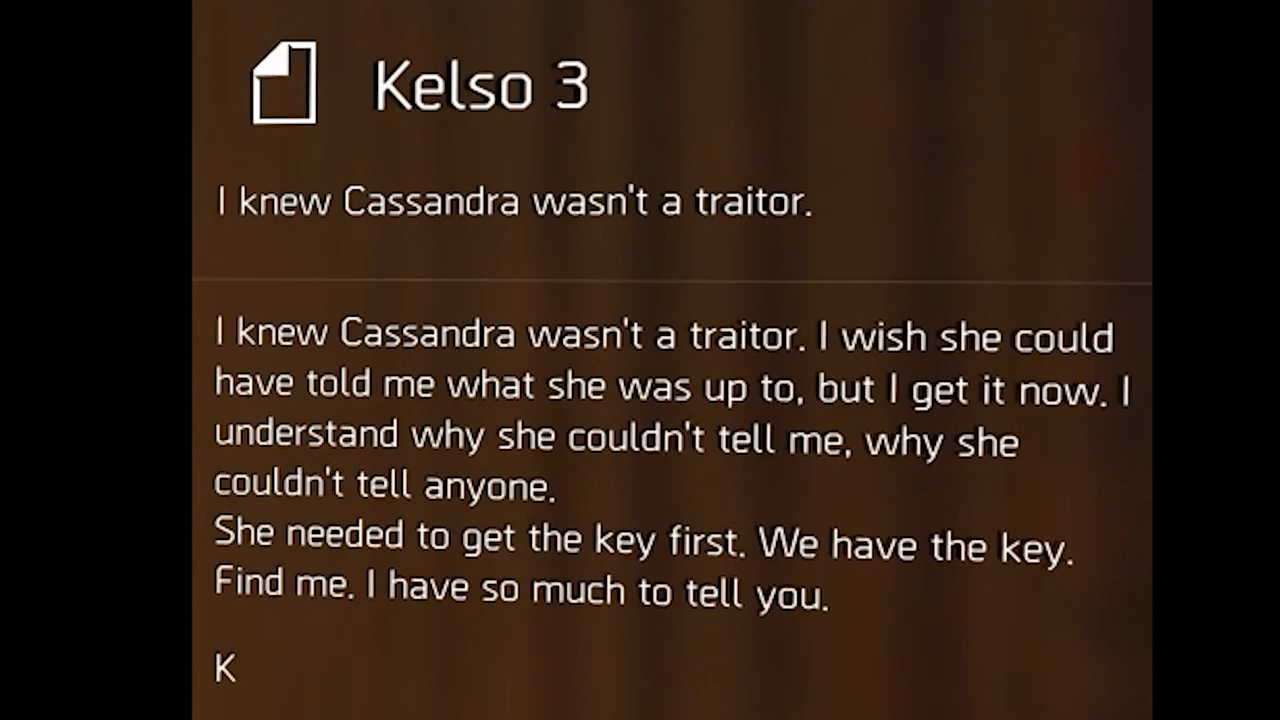 Kelso 3
I knew Cassandra wasn't a traitor.
I knew Cassandra wasn't a traitor. I wish she could
have told me what she was up to, but I get it now. I
understand why she couldn't tell me, why she
couldn't tell anyone.
She needed to get the key first. We have the key.
Find me. I have so much to tell you.
K